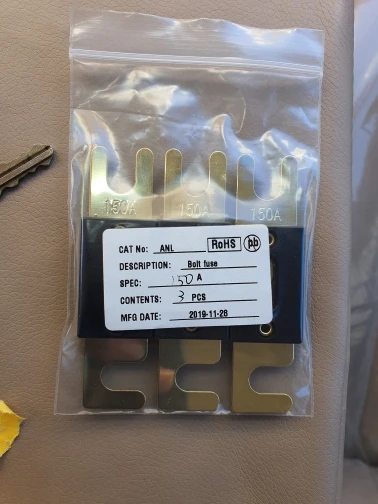 150A 150A 150A
CAT No: ANL RoHS pb
DESCRIPTION: Bolt fuse
SPEC: 150 A
CONTENTS: 3 PCS
MFG DATE: 2019-11-28